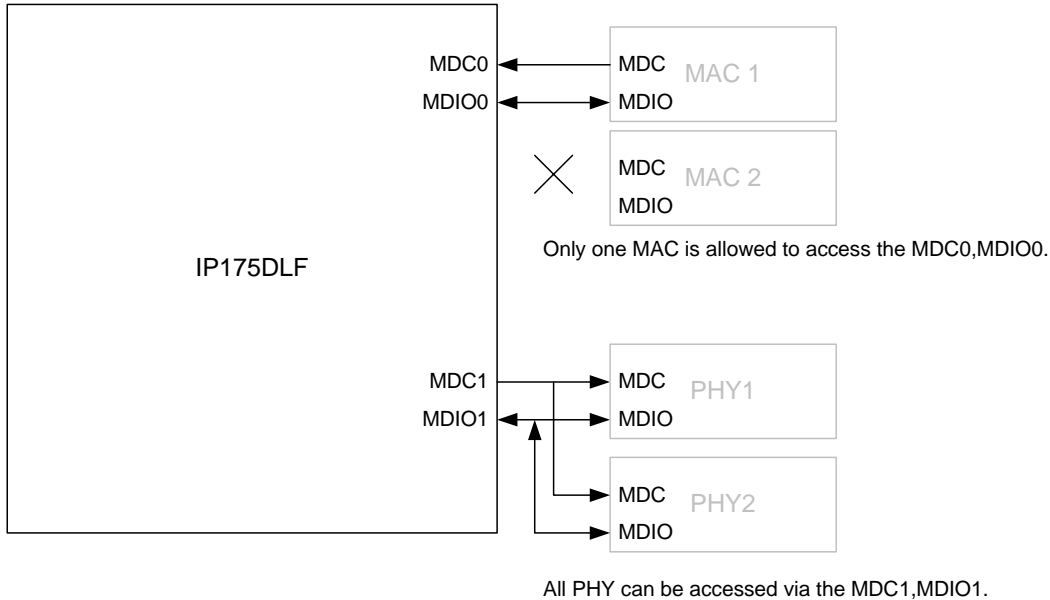 MDC0 MDC MAC 1
MDIO0 MDIO
MDC MAC 2
MDIO
Only one MAC is allowed to access the MDC0,MDIO0.
IP175DLF
MDC1 MDC PHY1
MDIO1 MDIO
MDC PHY2
MDIO
All PHY can be accessed via the MDC1,MDIO1.